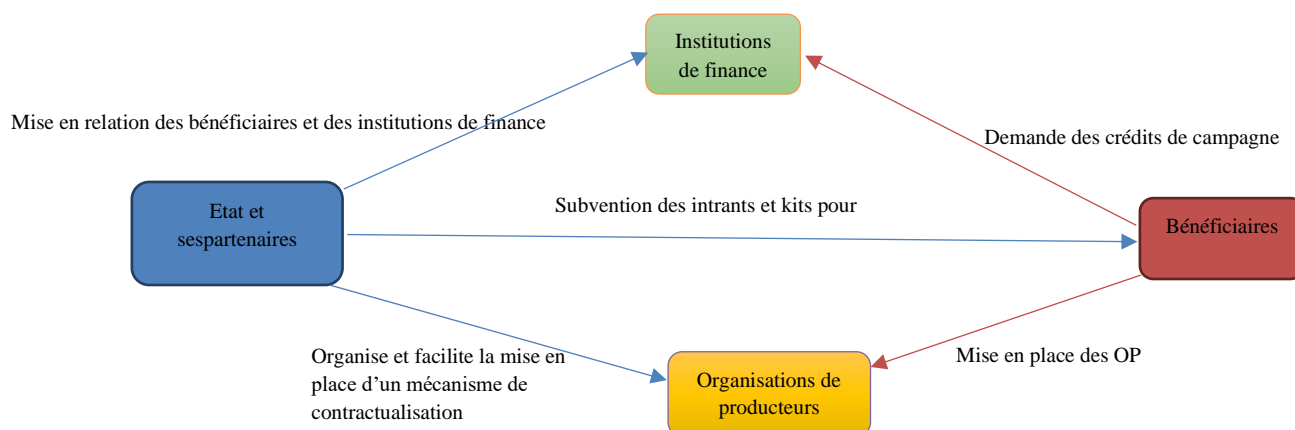 Institutions
de finance
Mise en relation des bénéficiaires et des institutions de finance
Demande des crédits de campagne
Etat et
sespartenaires
Subvention des intrants et kits pour
Bénéficiaires
Organise et facilite la mise en
place d’un mécanisme de
contractualisation
Organisations de
producteurs
Mise en place des OP